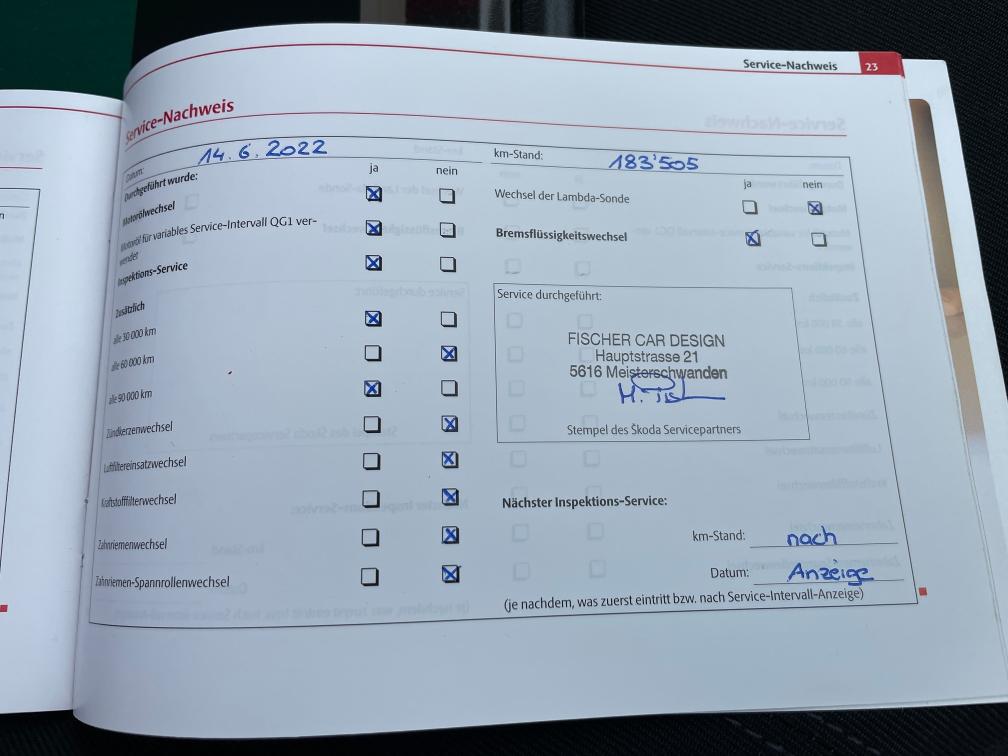 Service-Nachweis 23
Service-Nachweis
Datum: 14.6.2022
km-Stand: 183'505
ja nein
ja nein
Durchgeführt wurde:
Motorölwechsel
Motoröl für variables Service-Intervall QG1 ver-
wendet
Inspektions-Service
Zusätzlich
alle 30 000 km
alle 60 000 km
alle 90 000 km
Zündkerzenwechsel
Luftfiltereinsatzwechsel
Kraftstofffilterwechsel
Zahnriemenwechsel
Zahnriemen-Spannrollenwechsel
Wechsel der Lambda-Sonde
Bremsflüssigkeitswechsel
Service durchgeführt:
FISCHER CAR DESIGN
Hauptstrasse 21
5616 Meisterschwanden
Stempel des Škoda Servicepartners
Nächster Inspektions-Service:
km-Stand: nach
Datum: Anzeige
(je nachdem, was zuerst eintritt bzw. nach Service-Intervall-Anzeige)